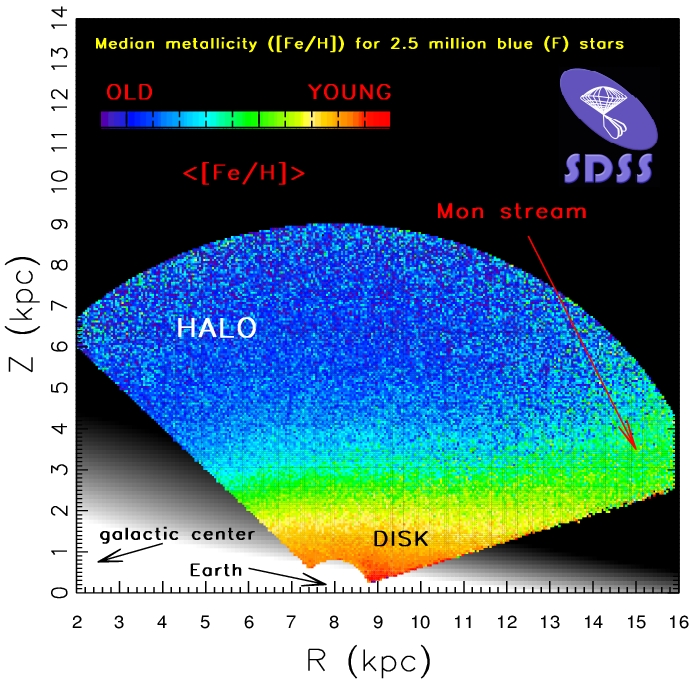 Median metallicity ([Fe/H]) for 2.5 million blue (F) stars
OLD YOUNG
<[Fe/H]>
SDSS
Mon stream
HALO
DISK
galactic center
Earth
Z (kpc)
14
13
12
11
10
9
8
7
6
5
4
3
2
1
0
2 3 4 5 6 7 8 9 10 11 12 13 14 15 16
R (kpc)